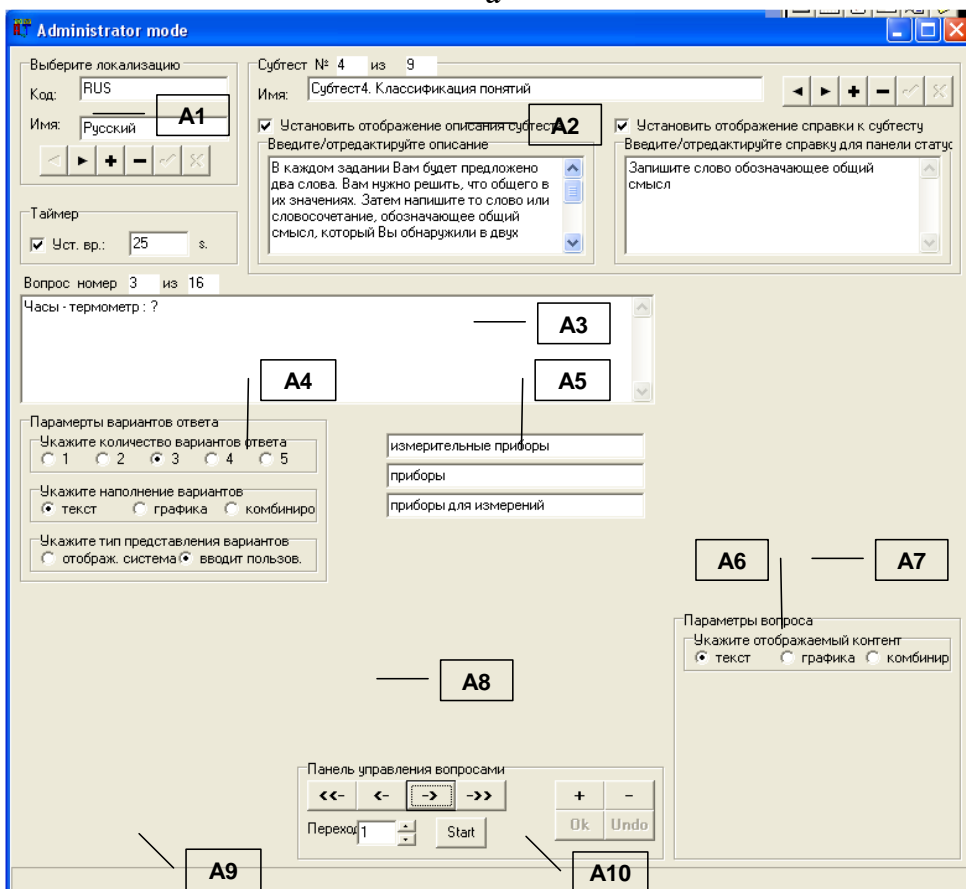 а
Administrator mode
Выберите локализацию
Код: RUS
Имя: Русский
A1
Субтест № 4 из 9
Имя: Субтест4. Классификация понятий
Установить отображение описания субтеста
A2
Установить отображение справки к субтесту
Введите/отредактируйте описание
Введите/отредактируйте справку для панели статус
В каждом задании Вам будет предложено
два слова. Вам нужно решить, что общего в
их значениях. Затем напишите то слово или
словосочетание, обозначающее общий
смысл, который Вы обнаружили в двух
Запишите слово обозначающее общий
смысл
Таймер
Уст. вр.: 25 s.
Вопрос номер 3 из 16
Часы - термометр : ?
A3
A4
A5
Парамерты вариантов ответа
Укажите количество вариантов ответа
1 2 3 4 5
Укажите наполнение вариантов
текст графика комбиниро
Укажите тип представления вариантов
отображ. система вводит пользов.
измерительные приборы
приборы
приборы для измерений
A6
A7
Параметры вопроса
Укажите отображаемый контент
текст графика комбинир
A8
Панель управления вопросами
<<- <- -> ->> + -
Переход 1 Start Ok Undo
A9
A10